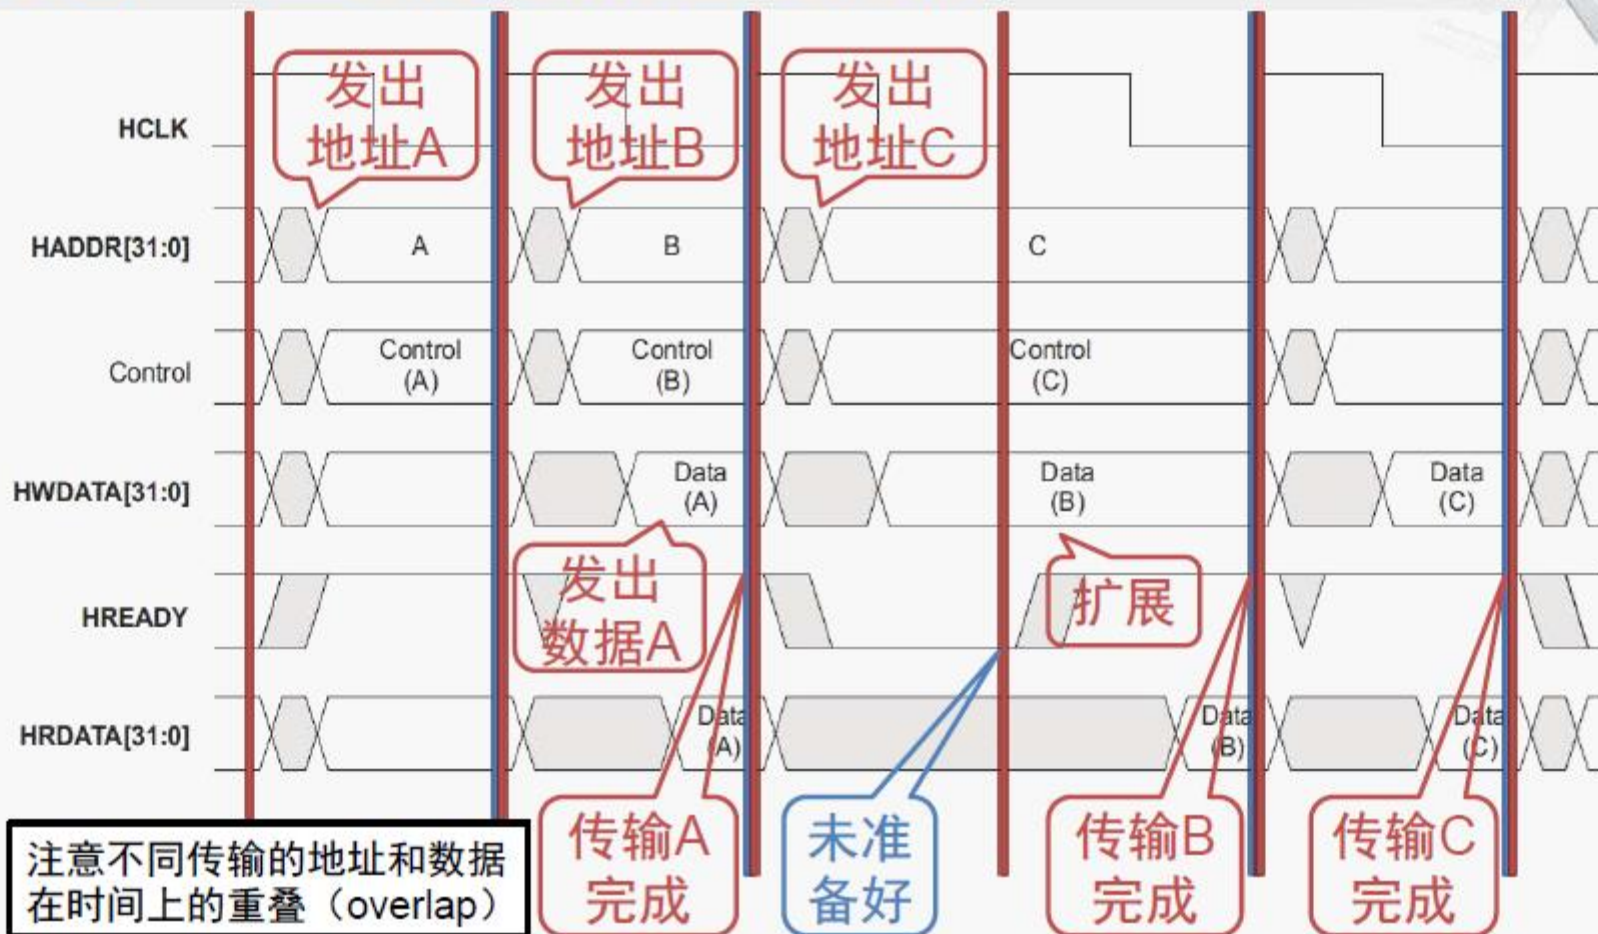 发出
地址A
发出
地址B
发出
地址C
HCLK
HADDR[31:0]
A
B
C
Control
Control
(A)
Control
(B)
Control
(C)
HWDATA[31:0]
Data
(A)
Data
(B)
Data
(C)
发出
数据A
扩展
HREADY
HRDATA[31:0]
Data
(A)
Data
(B)
Data
(C)
传输A
完成
未准
备好
传输B
完成
传输C
完成
注意不同传输的地址和数据
在时间上的重叠（overlap）